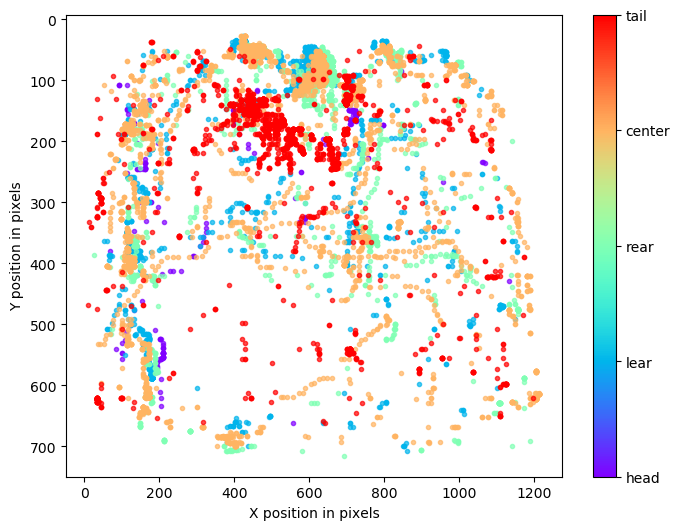 0
100
200
300
400
500
600
700
Y position in pixels
0
200
400
600
800
1000
1200
X position in pixels
tail
center
rear
lear
head